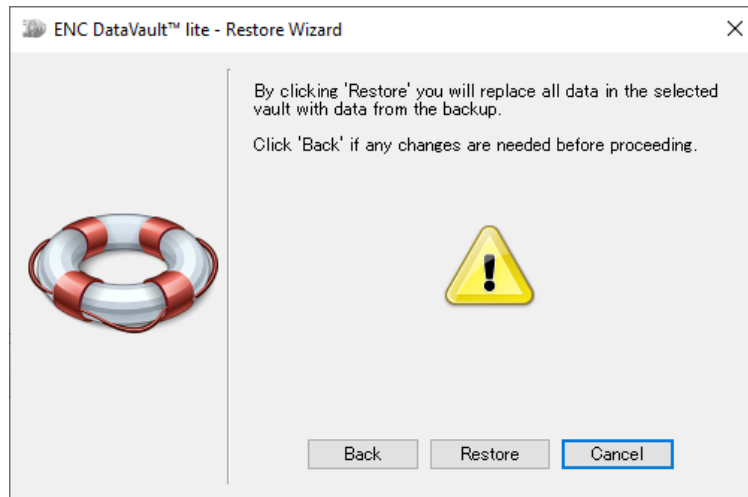 ENC DataVault™ lite - Restore Wizard
By clicking 'Restore' you will replace all data in the selected
vault with data from the backup.
Click 'Back' if any changes are needed before proceeding.
Back Restore Cancel